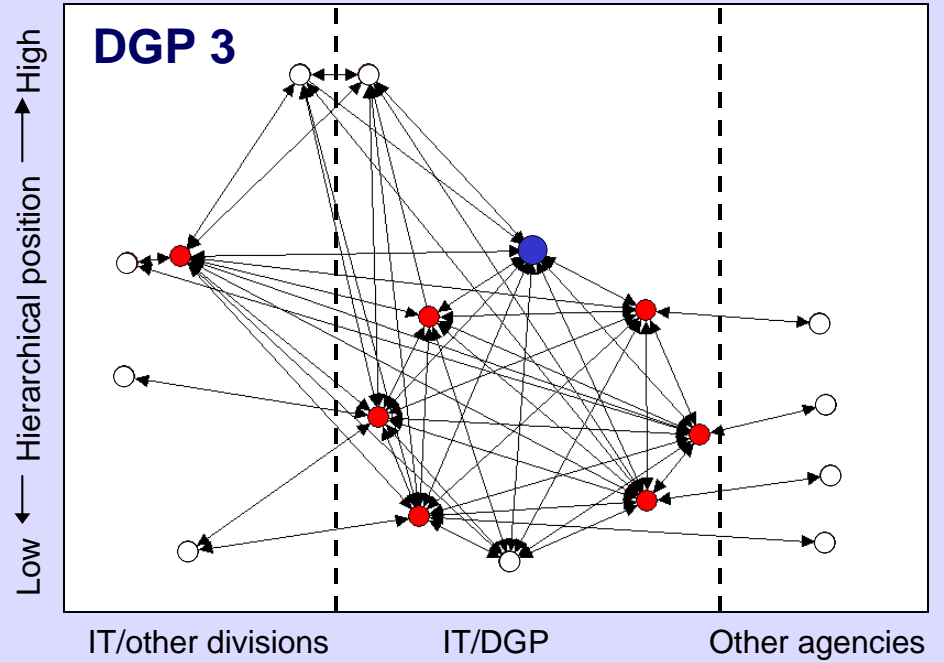 DGP 3
Low Hierarchical position High
IT/other divisions
IT/DGP
Other agencies